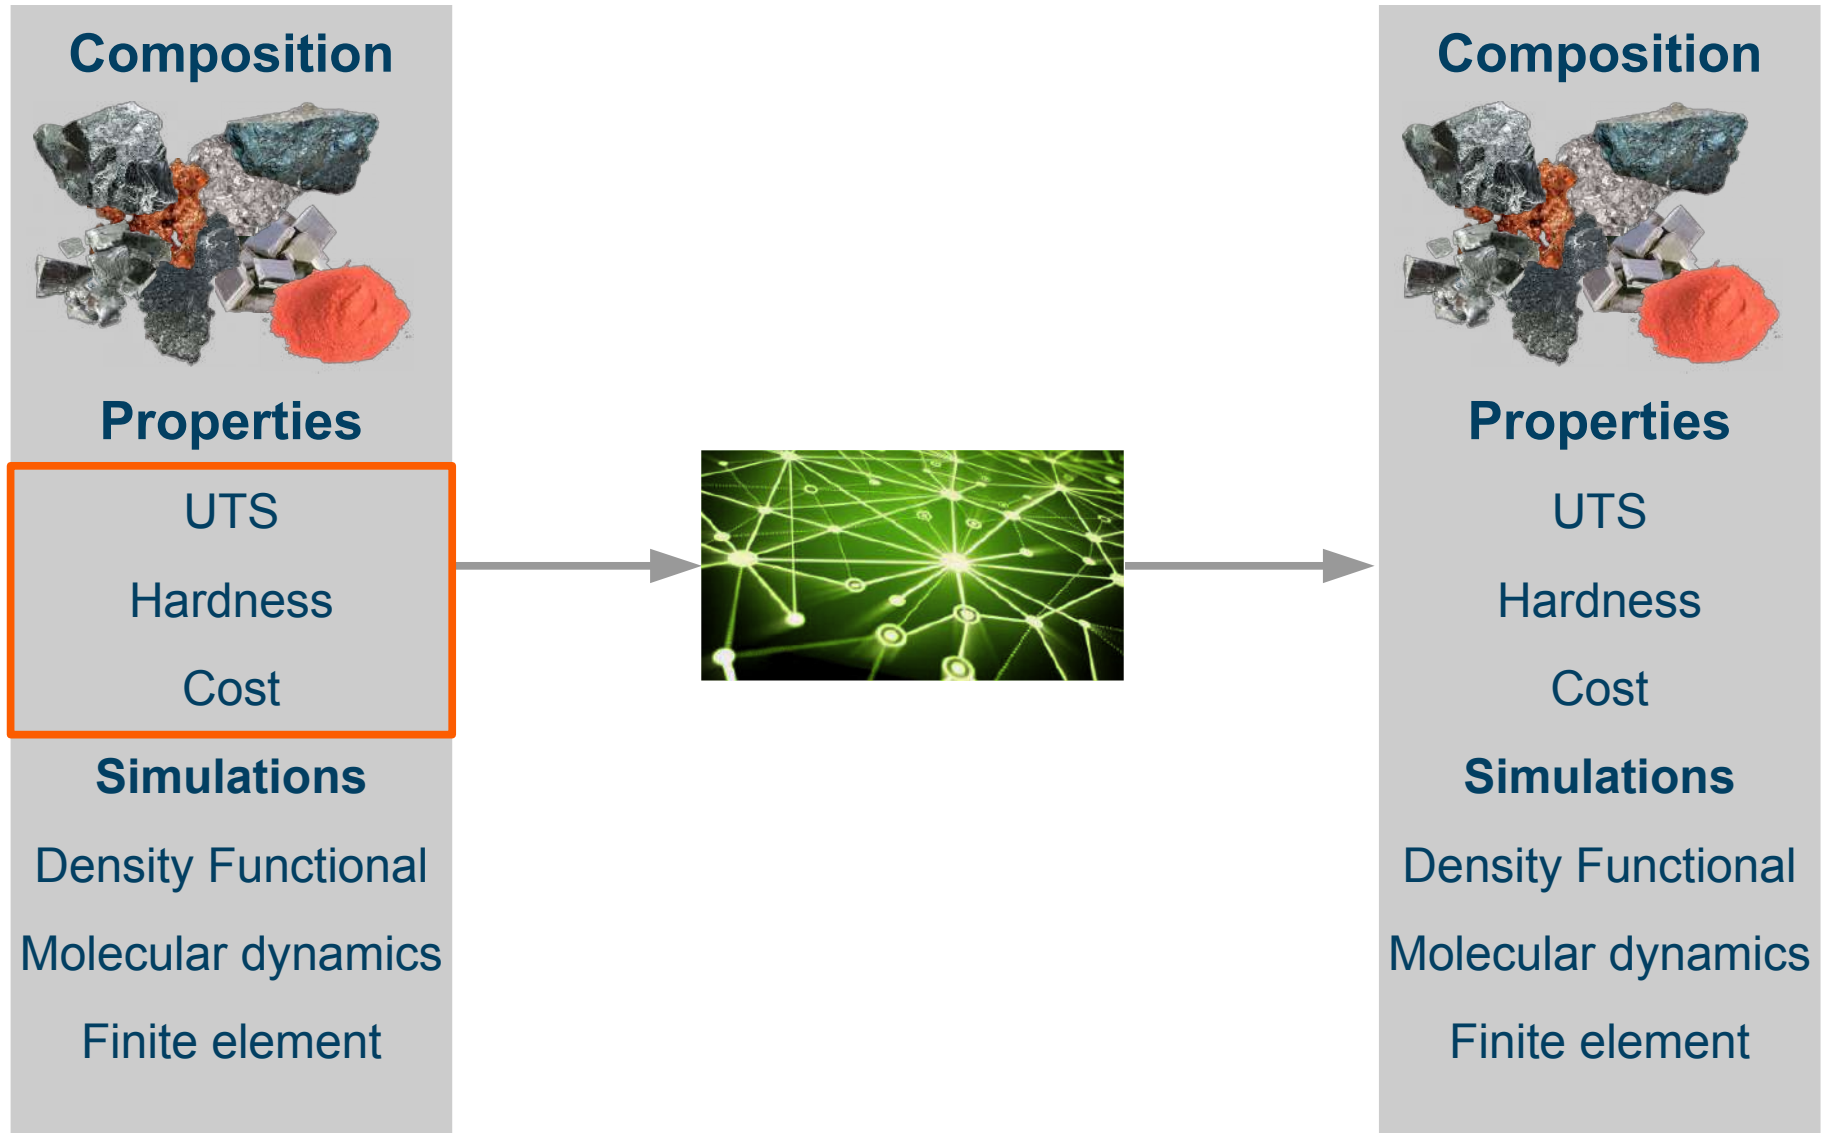 Composition
Properties
UTS
Hardness
Cost
Simulations
Density Functional
Molecular dynamics
Finite element
Composition
Properties
UTS
Hardness
Cost
Simulations
Density Functional
Molecular dynamics
Finite element